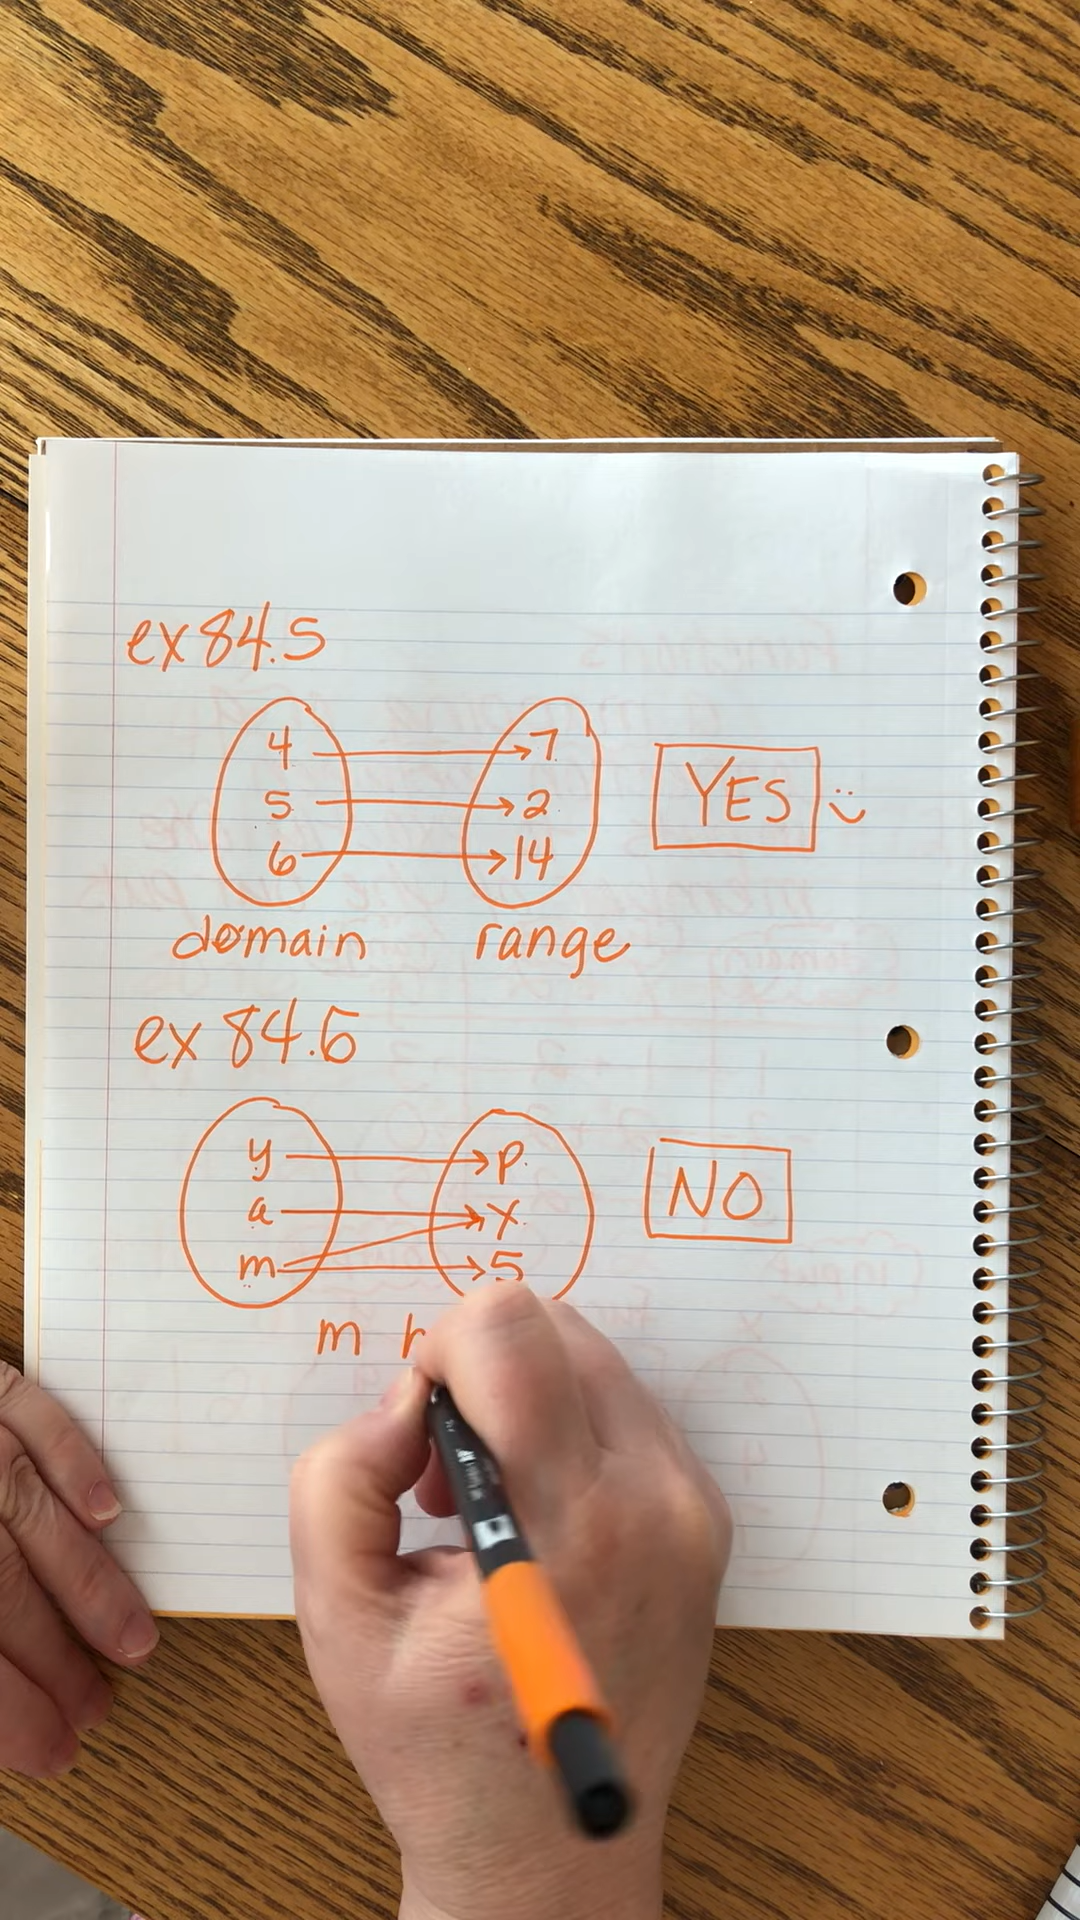 ex 84.5
4 → 7
5 → 2
6 → 14
YES :)
domain range
ex 84.6
y → p
a → x
m → 5
NO
m h